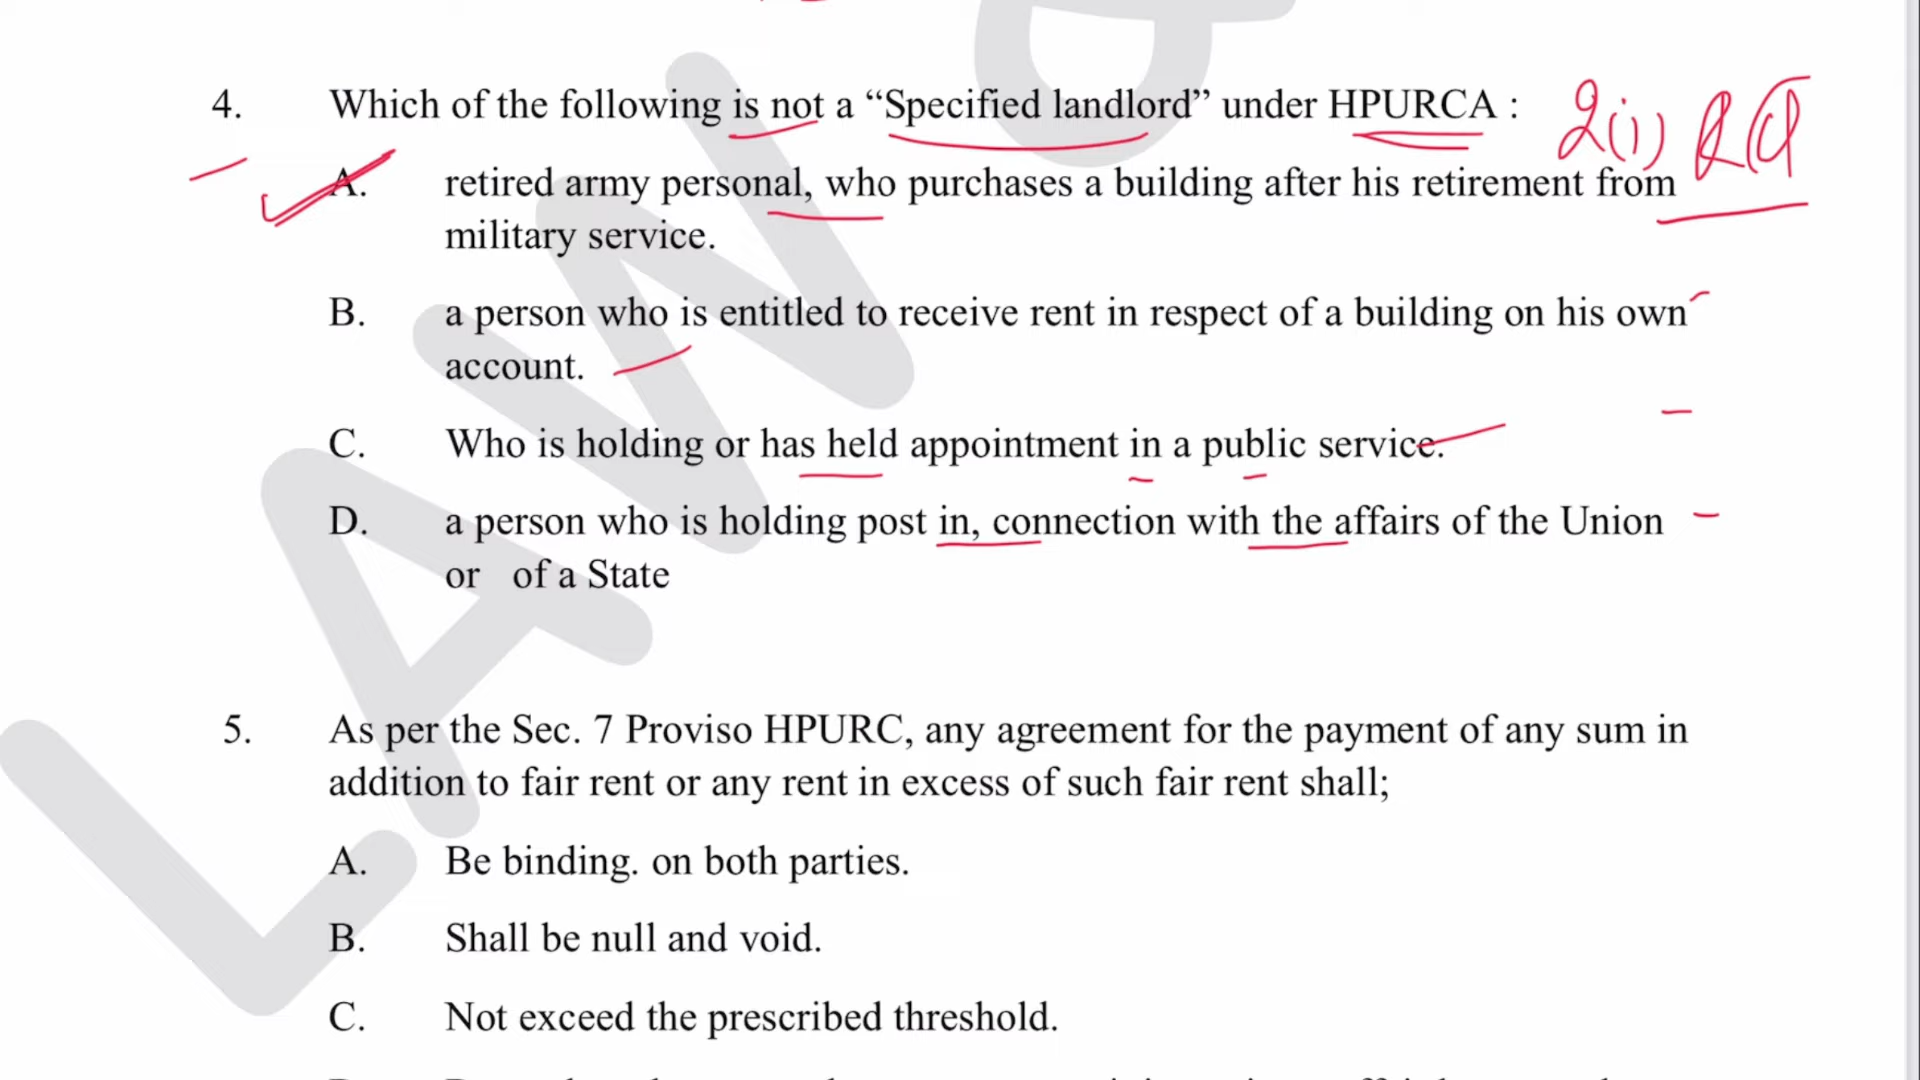 4. Which of the following is not a “Specified landlord” under HPURCA : 2(i) RA
A. retired army personal, who purchases a building after his retirement from
military service.
B. a person who is entitled to receive rent in respect of a building on his own
account.
C. Who is holding or has held appointment in a public service.
D. a person who is holding post in, connection with the affairs of the Union
or of a State
5. As per the Sec. 7 Proviso HPURC, any agreement for the payment of any sum in
addition to fair rent or any rent in excess of such fair rent shall;
A. Be binding. on both parties.
B. Shall be null and void.
C. Not exceed the prescribed threshold.
LAW